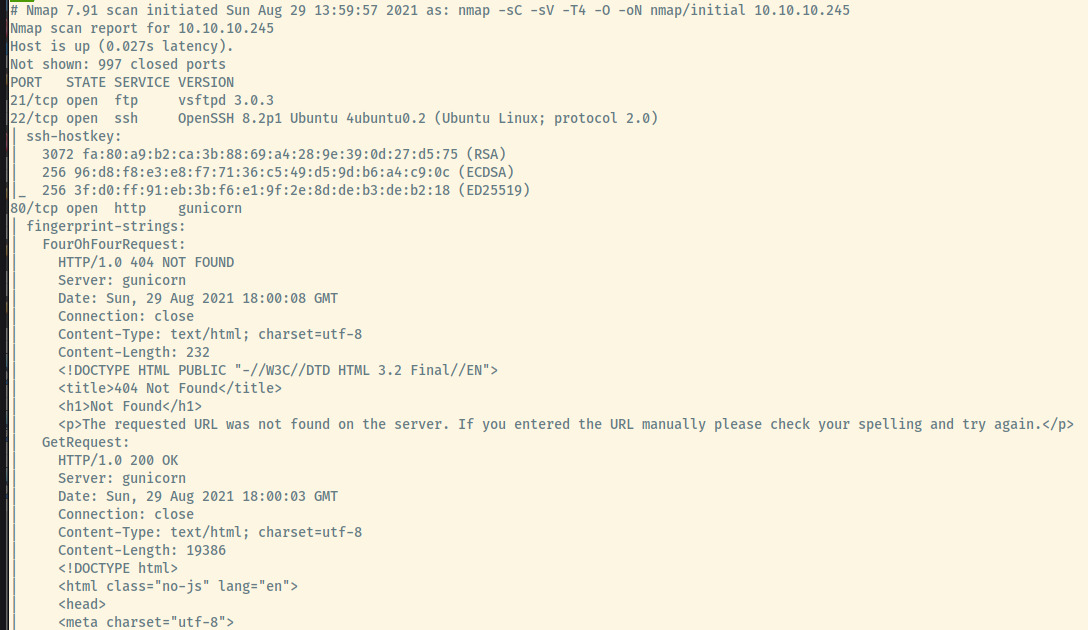 # Nmap 7.91 scan initiated Sun Aug 29 13:59:57 2021 as: nmap -sC -sV -T4 -O -oN nmap/initial 10.10.10.245
Nmap scan report for 10.10.10.245
Host is up (0.027s latency).
Not shown: 997 closed ports
PORT   STATE SERVICE VERSION
21/tcp open  ftp     vsftpd 3.0.3
22/tcp open  ssh     OpenSSH 8.2p1 Ubuntu 4ubuntu0.2 (Ubuntu Linux; protocol 2.0)
| ssh-hostkey:
|   3072 fa:80:a9:b2:ca:3b:88:69:a4:28:9e:39:0d:27:d5:75 (RSA)
|   256 96:d8:f8:e3:e8:f7:71:36:c5:49:d5:9d:b6:a4:c9:0c (ECDSA)
|_  256 3f:d0:ff:91:eb:3b:f6:e1:9f:2e:8d:de:b3:de:b2:18 (ED25519)
80/tcp open  http    gunicorn
| fingerprint-strings:
|   FourOhFourRequest:
|     HTTP/1.0 404 NOT FOUND
|     Server: gunicorn
|     Date: Sun, 29 Aug 2021 18:00:08 GMT
|     Connection: close
|     Content-Type: text/html; charset=utf-8
|     Content-Length: 232
|     <!DOCTYPE HTML PUBLIC "-//W3C//DTD HTML 3.2 Final//EN">
|     <title>404 Not Found</title>
|     <h1>Not Found</h1>
|     <p>The requested URL was not found on the server. If you entered the URL manually please check your spelling and try again.</p>
|   GetRequest:
|     HTTP/1.0 200 OK
|     Server: gunicorn
|     Date: Sun, 29 Aug 2021 18:00:03 GMT
|     Connection: close
|     Content-Type: text/html; charset=utf-8
|     Content-Length: 19386
|     <!DOCTYPE html>
|     <html class="no-js" lang="en">
|     <head>
|     <meta charset="utf-8">